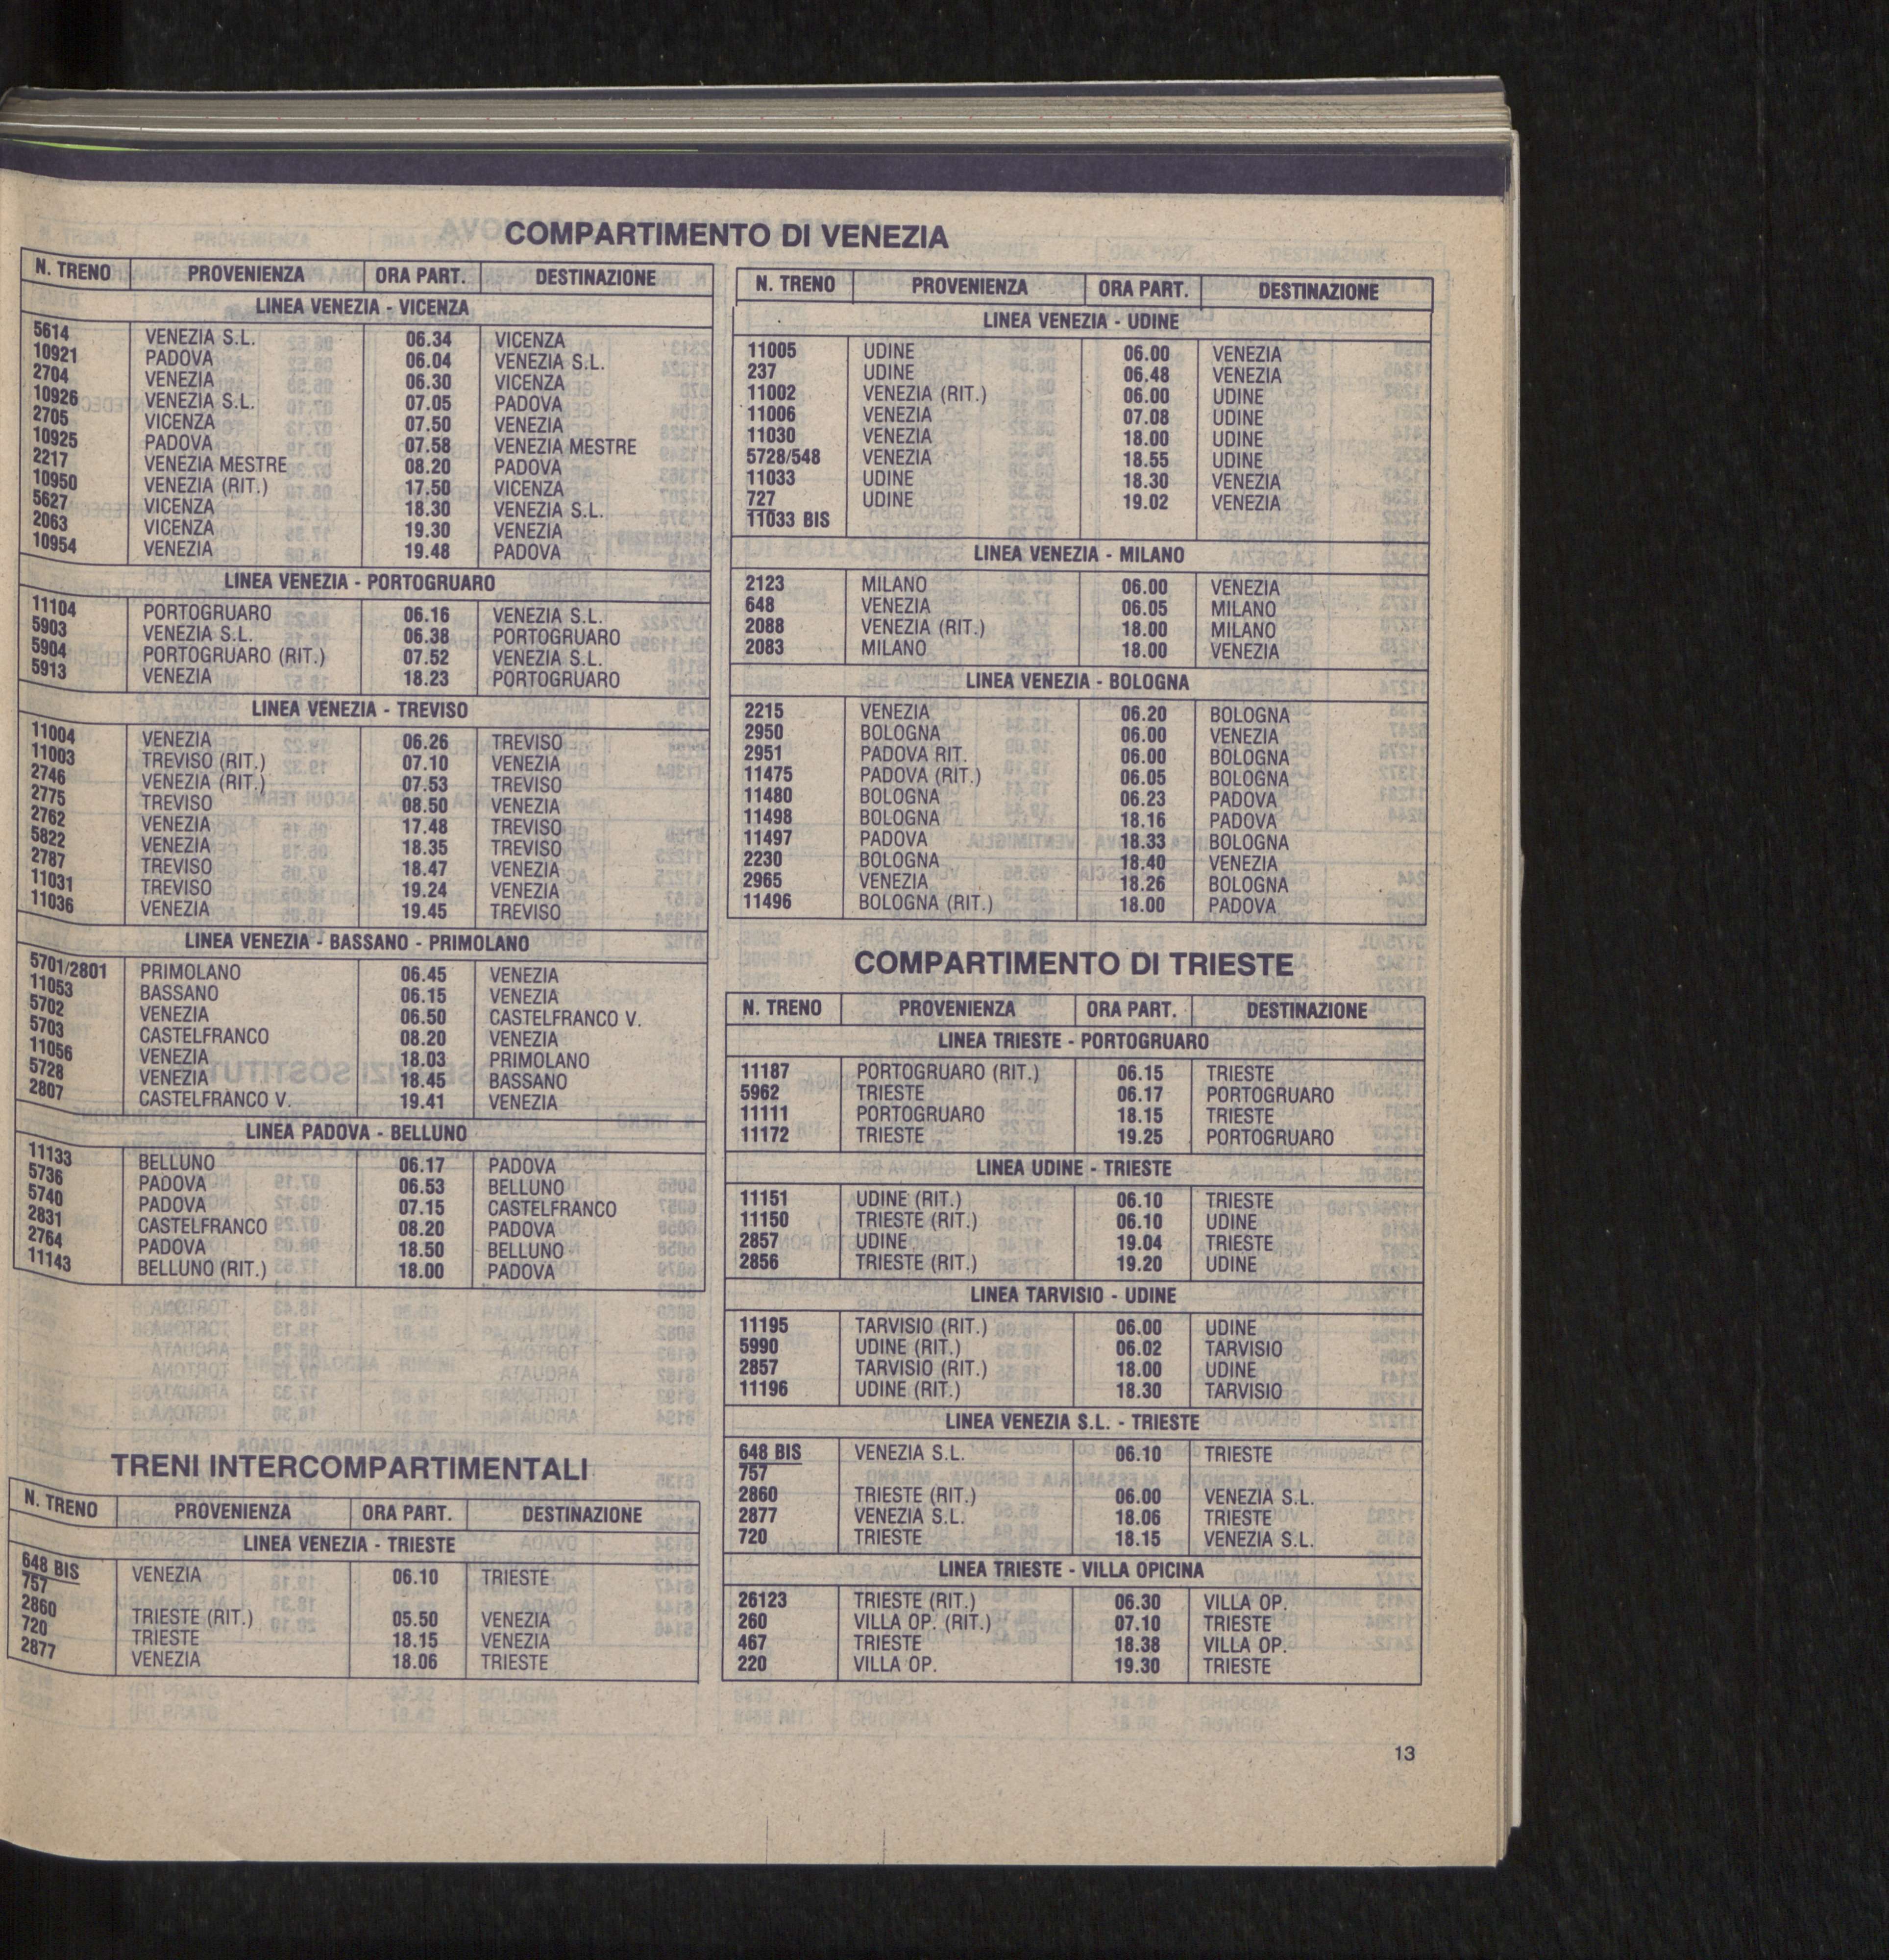 COMPARTIMENTO DI VENEZIA
N. TRENO PROVENIENZA ORA PART. DESTINAZIONE
LINEA VENEZIA - VICENZA
5614 VENEZIA S.L. 06.34 VICENZA
10921 PADOVA 06.04 VENEZIA S.L.
2704 VENEZIA 06.30 VICENZA
10926 VENEZIA S.L. 07.05 PADOVA
2705 VICENZA 07.50 VENEZIA
10925 PADOVA 07.58 VENEZIA MESTRE
2217 VENEZIA MESTRE 08.20 PADOVA
10950 VENEZIA (RIT.) 17.50 VICENZA
5627 VICENZA 18.30 VENEZIA S.L.
2063 VICENZA 19.30 VENEZIA
10954 VENEZIA 19.48 PADOVA
LINEA VENEZIA - PORTOGRUARO
11104 PORTOGRUARO 06.16 VENEZIA S.L.
5903 VENEZIA S.L. 06.38 PORTOGRUARO
5904 PORTOGRUARO (RIT.) 07.52 VENEZIA S.L.
5913 VENEZIA 18.23 PORTOGRUARO
LINEA VENEZIA - TREVISO
11004 VENEZIA 06.26 TREVISO
11003 TREVISO (RIT.) 07.10 VENEZIA
2746 VENEZIA (RIT.) 07.53 TREVISO
2775 TREVISO 08.50 VENEZIA
2762 VENEZIA 17.48 TREVISO
5822 VENEZIA 18.35 TREVISO
2787 TREVISO 18.47 VENEZIA
11031 TREVISO 19.24 VENEZIA
11036 VENEZIA 19.45 TREVISO
LINEA VENEZIA - BASSANO - PRIMOLANO
5701/2801 PRIMOLANO 06.45 VENEZIA
11053 BASSANO 06.15 VENEZIA
5702 VENEZIA 06.50 CASTELFRANCO V.
5703 CASTELFRANCO 08.20 VENEZIA
11056 VENEZIA 18.03 PRIMOLANO
5728 VENEZIA 18.45 BASSANO
2807 CASTELFRANCO V. 19.41 VENEZIA
LINEA PADOVA - BELLUNO
11133 BELLUNO 06.17 PADOVA
5736 PADOVA 06.53 BELLUNO
5740 PADOVA 07.15 CASTELFRANCO
2831 CASTELFRANCO 08.20 PADOVA
2764 PADOVA 18.50 BELLUNO
11143 BELLUNO (RIT.) 18.00 PADOVA
TRENI INTERCOMPARTIMENTALI
N. TRENO PROVENIENZA ORA PART. DESTINAZIONE
LINEA VENEZIA - TRIESTE
648 BIS VENEZIA 06.10 TRIESTE
757
2860 TRIESTE (RIT.) 05.50 VENEZIA
720 TRIESTE 18.15 VENEZIA
2877 VENEZIA 18.06 TRIESTE
N. TRENO PROVENIENZA ORA PART. DESTINAZIONE
LINEA VENEZIA - UDINE
11005 UDINE 06.00 VENEZIA
237 UDINE 06.48 VENEZIA
11002 VENEZIA (RIT.) 06.00 UDINE
11006 VENEZIA 07.08 UDINE
11030 VENEZIA 18.00 UDINE
5728/548 VENEZIA 18.55 UDINE
11033 UDINE 18.30 VENEZIA
727 UDINE 19.02 VENEZIA
11033 BIS
LINEA VENEZIA - MILANO
2123 MILANO 06.00 VENEZIA
648 VENEZIA 06.05 MILANO
2088 VENEZIA (RIT.) 18.00 MILANO
2083 MILANO 18.00 VENEZIA
LINEA VENEZIA - BOLOGNA
2215 VENEZIA 06.20 BOLOGNA
2950 BOLOGNA 06.00 VENEZIA
2951 PADOVA RIT. 06.00 BOLOGNA
11475 PADOVA (RIT.) 06.05 BOLOGNA
11480 BOLOGNA 06.23 PADOVA
11498 BOLOGNA 18.16 PADOVA
11497 PADOVA 18.33 BOLOGNA
2230 BOLOGNA 18.40 VENEZIA
2965 VENEZIA 18.26 BOLOGNA
11496 BOLOGNA (RIT.) 18.00 PADOVA
COMPARTIMENTO DI TRIESTE
N. TRENO PROVENIENZA ORA PART. DESTINAZIONE
LINEA TRIESTE - PORTOGRUARO
11187 PORTOGRUARO (RIT.) 06.15 TRIESTE
5962 TRIESTE 06.17 PORTOGRUARO
11111 PORTOGRUARO 18.15 TRIESTE
11172 TRIESTE 19.25 PORTOGRUARO
LINEA UDINE - TRIESTE
11151 UDINE (RIT.) 06.10 TRIESTE
11150 TRIESTE (RIT.) 06.10 UDINE
2857 UDINE 19.04 TRIESTE
2856 TRIESTE (RIT.) 19.20 UDINE
LINEA TARVISIO - UDINE
11195 TARVISIO (RIT.) 06.00 UDINE
5990 UDINE (RIT.) 06.02 TARVISIO
2857 TARVISIO (RIT.) 18.00 UDINE
11196 UDINE (RIT.) 18.30 TARVISIO
LINEA VENEZIA S.L. - TRIESTE
648 BIS VENEZIA S.L. 06.10 TRIESTE
757
2860 TRIESTE (RIT.) 06.00 VENEZIA S.L.
2877 VENEZIA S.L. 18.06 TRIESTE
720 TRIESTE 18.15 VENEZIA S.L.
LINEA TRIESTE - VILLA OPICINA
26123 TRIESTE (RIT.) 06.30 VILLA OP.
260 VILLA OP. (RIT.) 07.10 TRIESTE
467 TRIESTE 18.38 VILLA OP.
220 VILLA OP. 19.30 TRIESTE
13